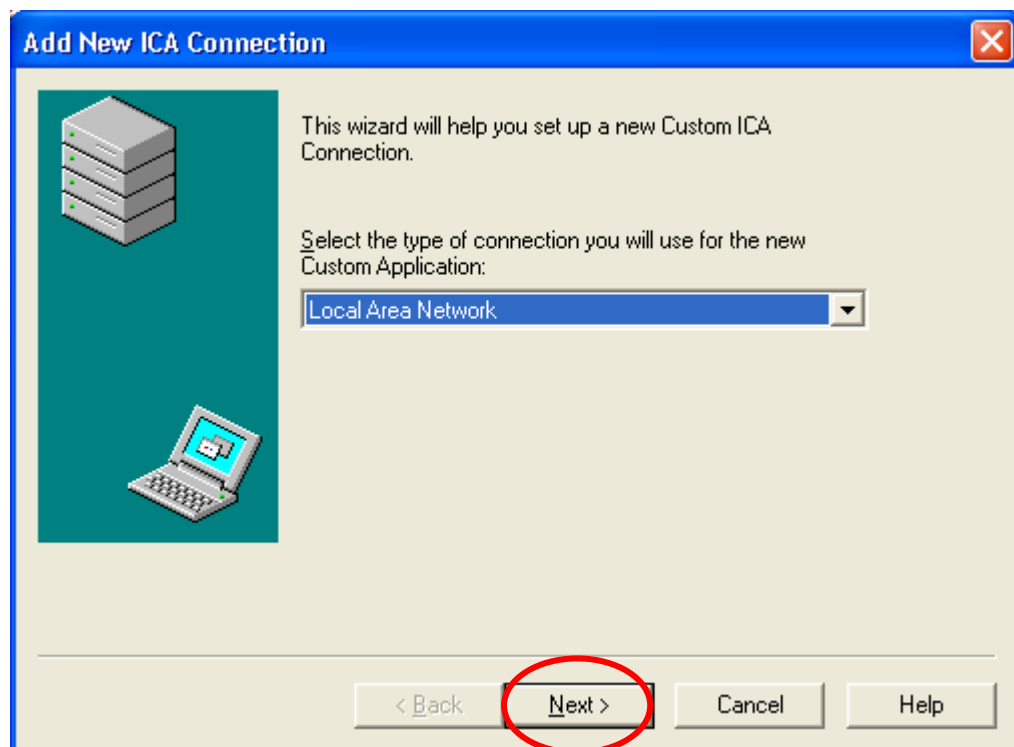 Add New ICA Connection
This wizard will help you set up a new Custom ICA
Connection.
Select the type of connection you will use for the new
Custom Application:
Local Area Network
< Back
Next >
Cancel
Help